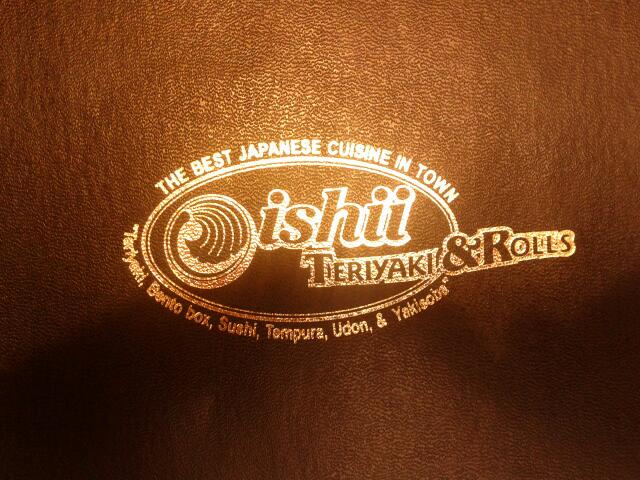 THE BEST JAPANESE CUISINE IN TOWN
Oishii
TERIYAKI & ROLLS
"Teriyaki, Bento box, Sushi, Tempura, Udon, & Yakisoba"